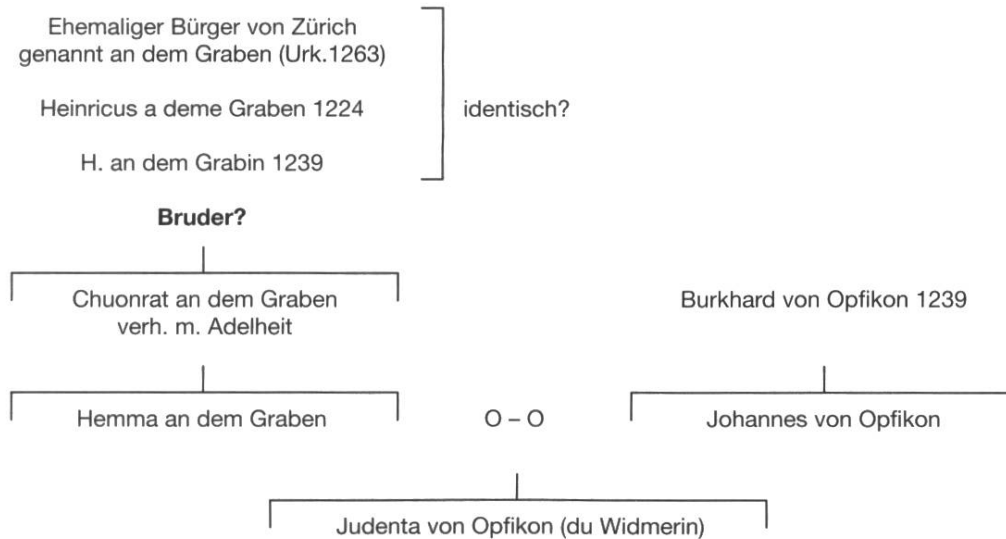 Ehemaliger Bürger von Zürich
genannt an dem Graben (Urk.1263)
Heinricus a deme Graben 1224
identisch?
H. an dem Grabin 1239
Bruder?
Chuonrat an dem Graben
verh. m. Adelheit
Burkhard von Opfikon 1239
Hemma an dem Graben
O – O
Johannes von Opfikon
Judenta von Opfikon (du Widmerin)